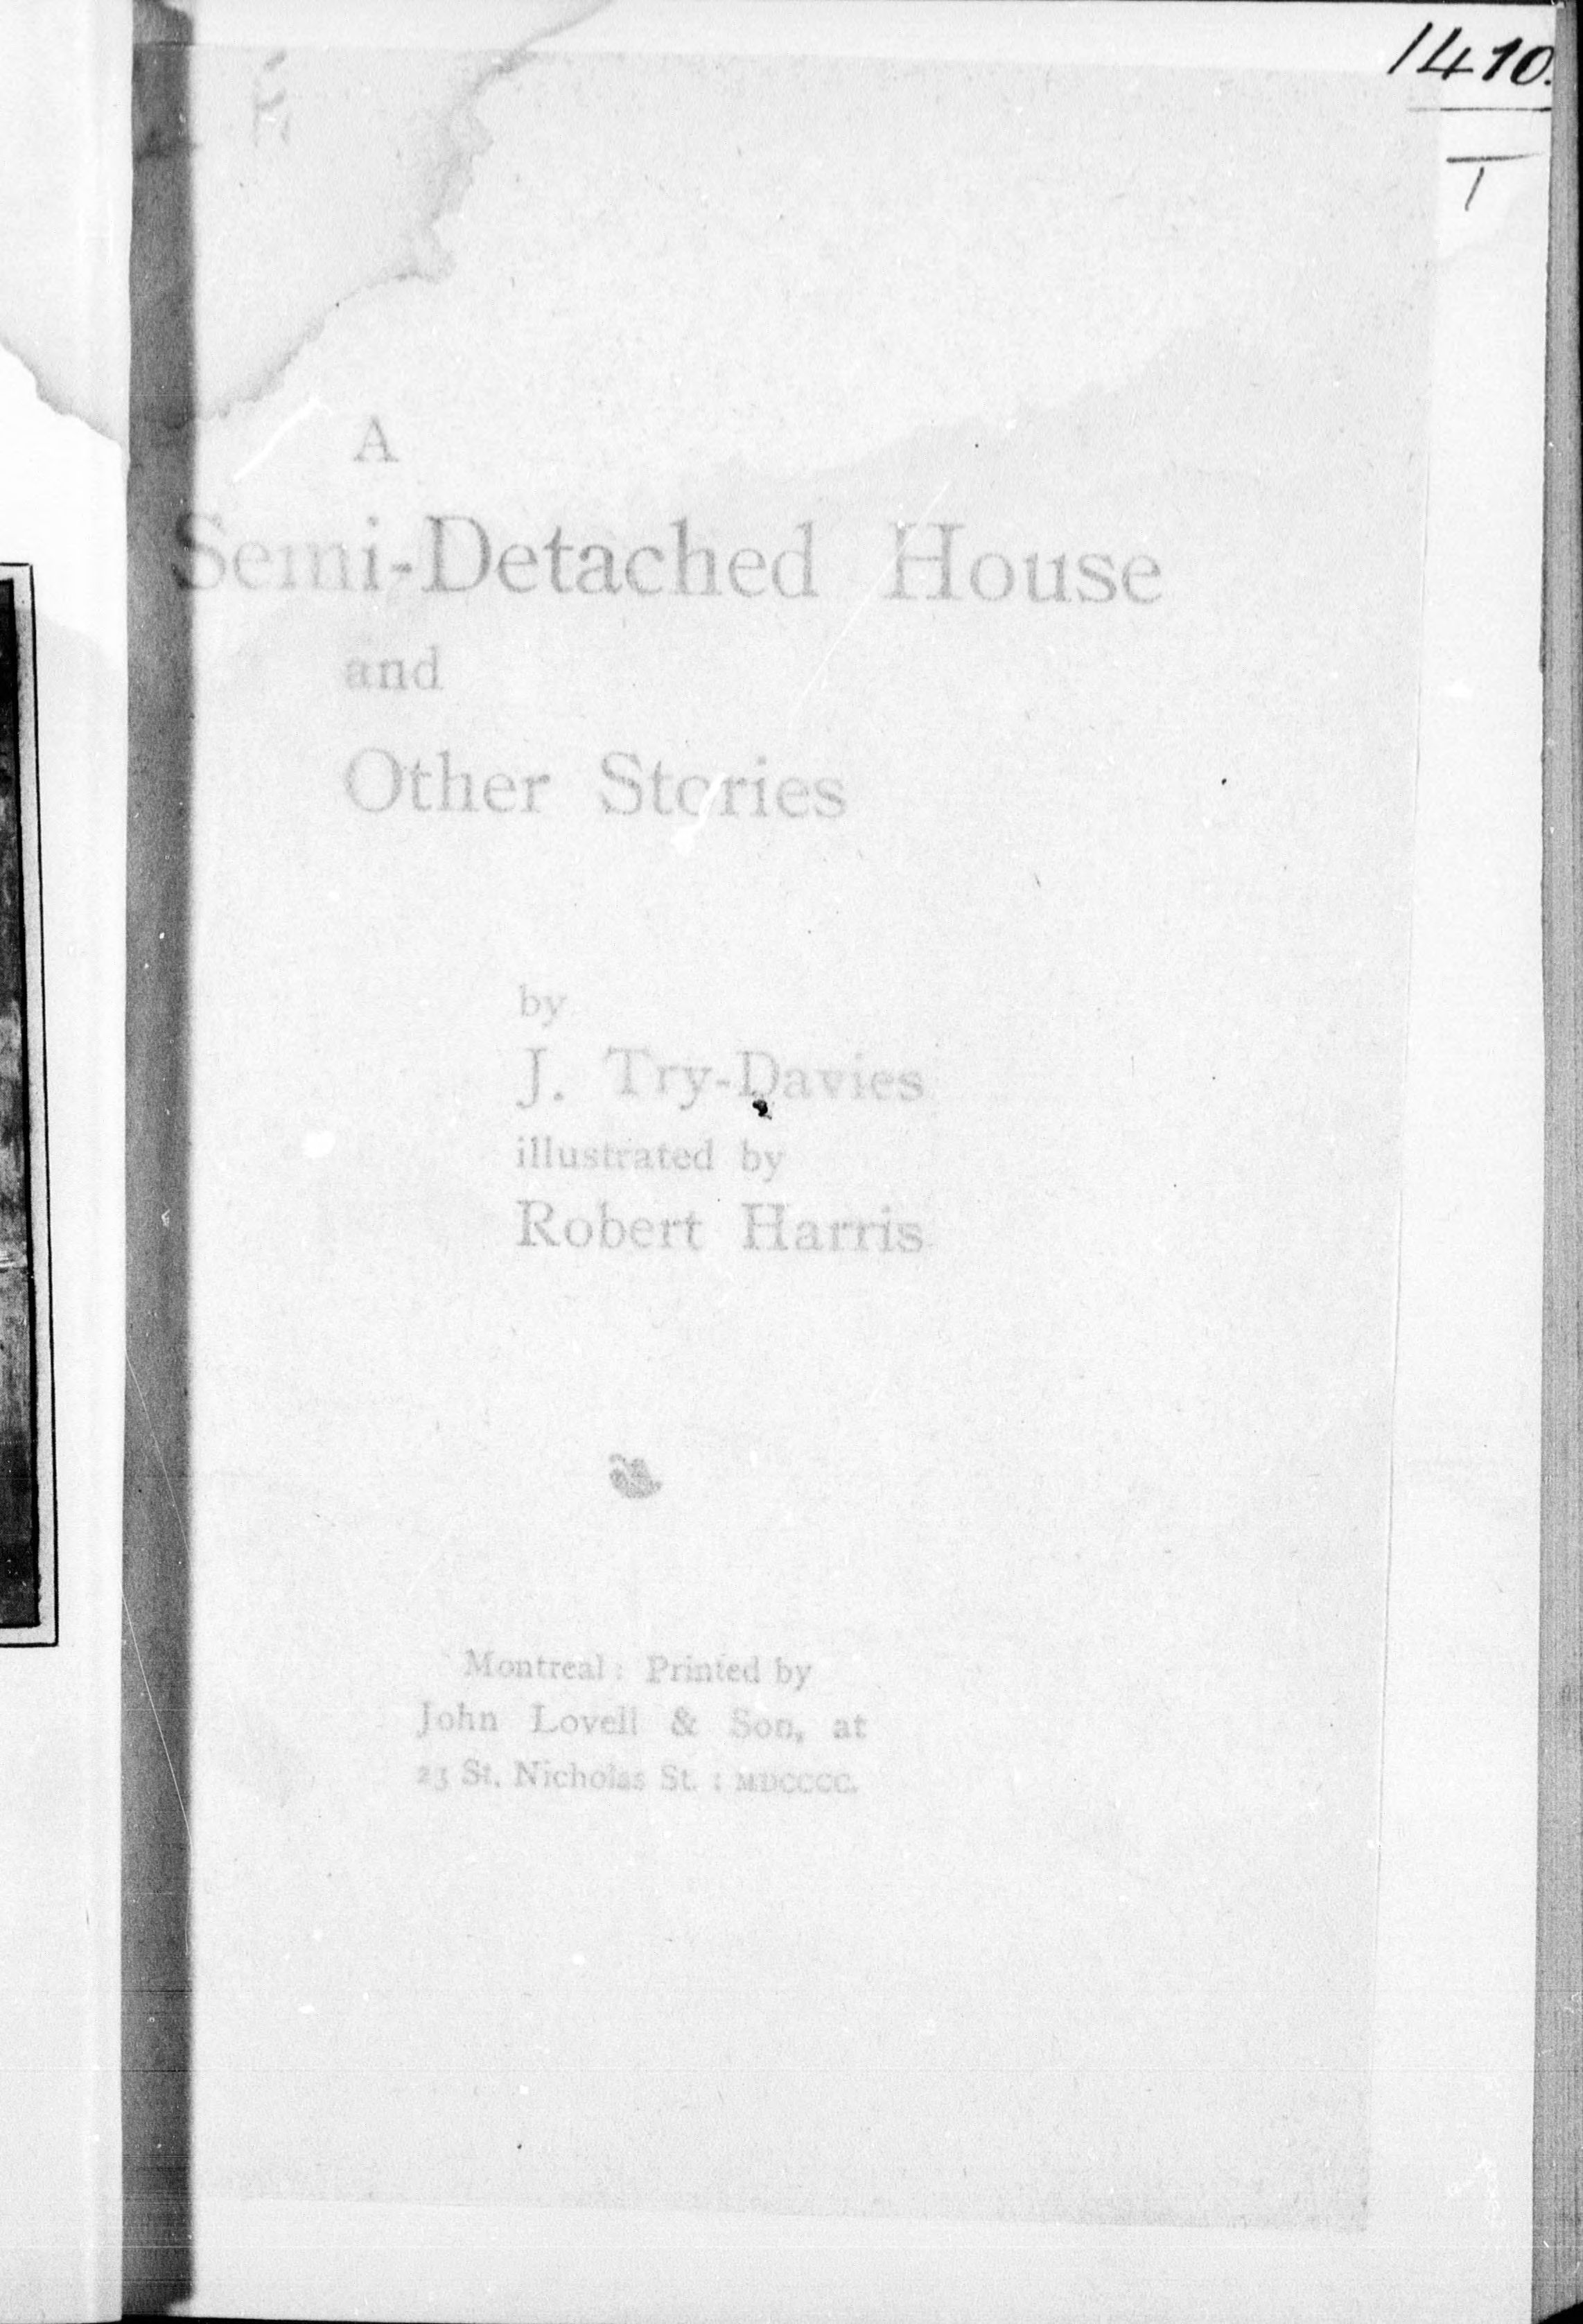 1410.
1
A
Semi-Detached House
and
Other Stories
by
J. Try-Davies
illustrated by
Robert Harris
Montreal: Printed by
John Lovell & Son, at
23 St. Nicholas St. : MDCCCC.